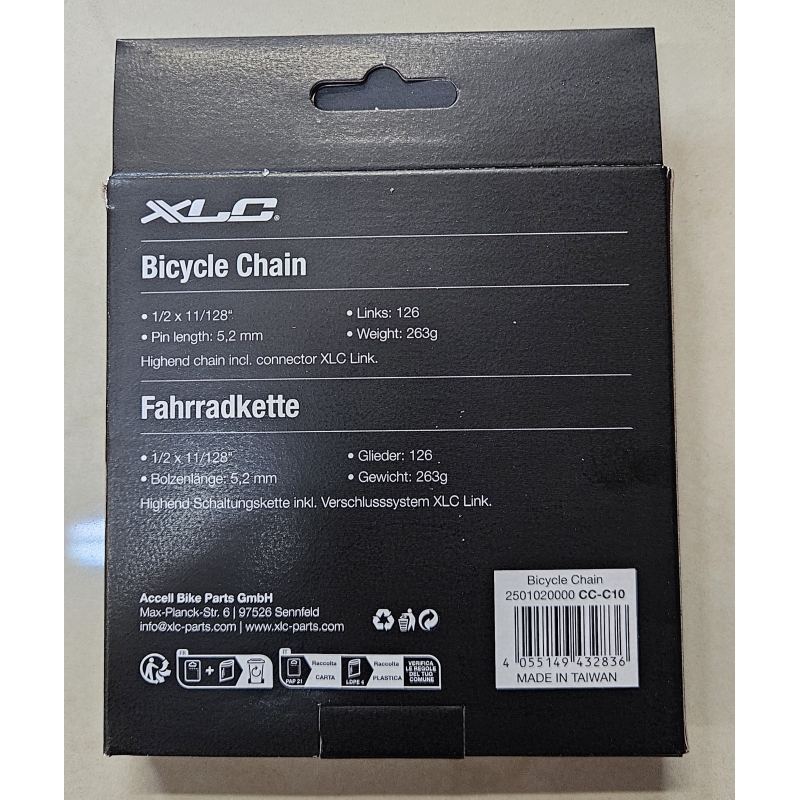 XLC®
Bicycle Chain
• 1/2 x 11/128“
• Links: 126
• Pin length: 5,2 mm
• Weight: 263g
Highend chain incl. connector XLC Link.
Fahrradkette
• 1/2 x 11/128“
• Glieder: 126
• Bolzenlänge: 5,2 mm
• Gewicht: 263g
Highend Schaltungskette inkl. Verschlusssystem XLC Link.
Accell Bike Parts GmbH
Max-Planck-Str. 6 | 97526 Sennfeld
info@xlc-parts.com | www.xlc-parts.com
FR
+
IT
PAP 21
Raccolta
CARTA
LDPE 4
Raccolta
PLASTICA
VERIFICA
LE REGOLE
DEL TUO
COMUNE
Bicycle Chain
2501020000 CC-C10
4 055149 432836
MADE IN TAIWAN